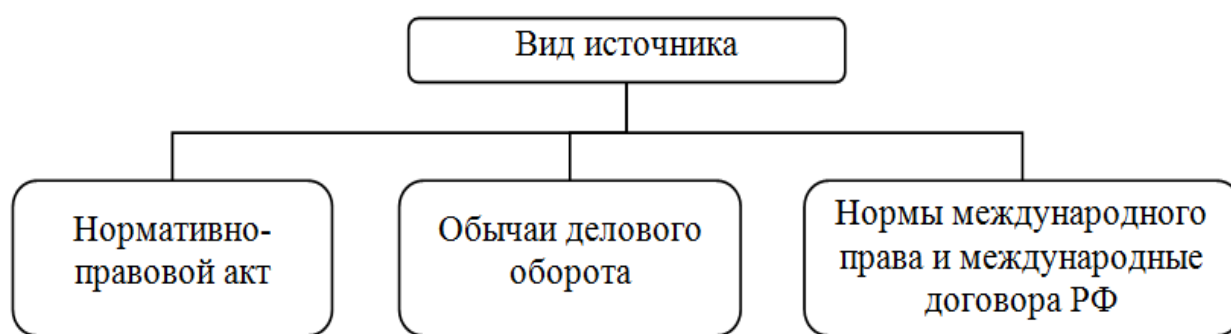 Вид источника
Нормативно-
правовой акт
Обычаи делового
оборота
Нормы международного
права и международные
договора РФ